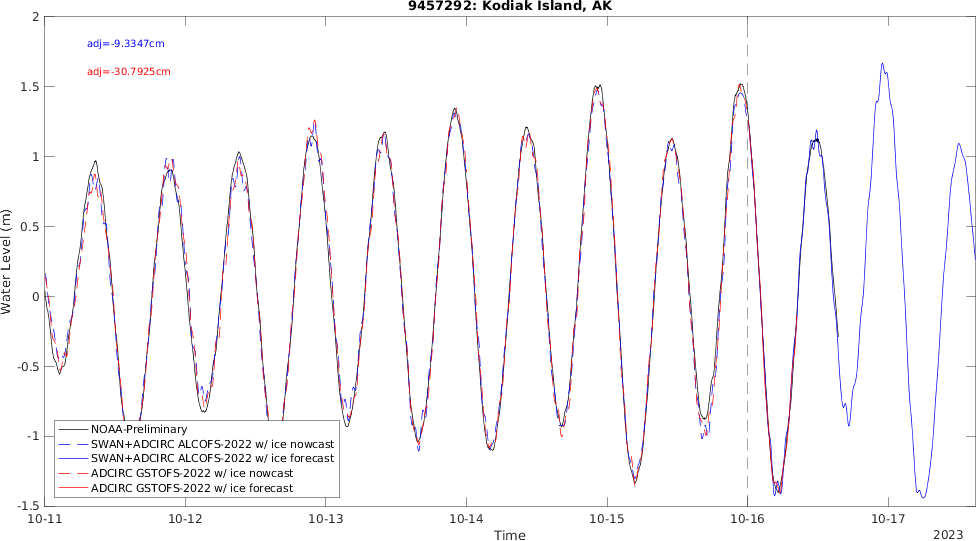 9457292: Kodiak Island, AK
2
adj=-9.3347cm
adj=-30.7925cm
1.5
1
0.5
0
-0.5
-1
-1.5
Water Level (m)
NOAA-Preliminary
SWAN+ADCIRC ALCOFS-2022 w/ ice nowcast
SWAN+ADCIRC ALCOFS-2022 w/ ice forecast
ADCIRC GSTOFS-2022 w/ ice nowcast
ADCIRC GSTOFS-2022 w/ ice forecast
10-11 10-12 10-13 10-14 10-15 10-16 10-17
Time
2023